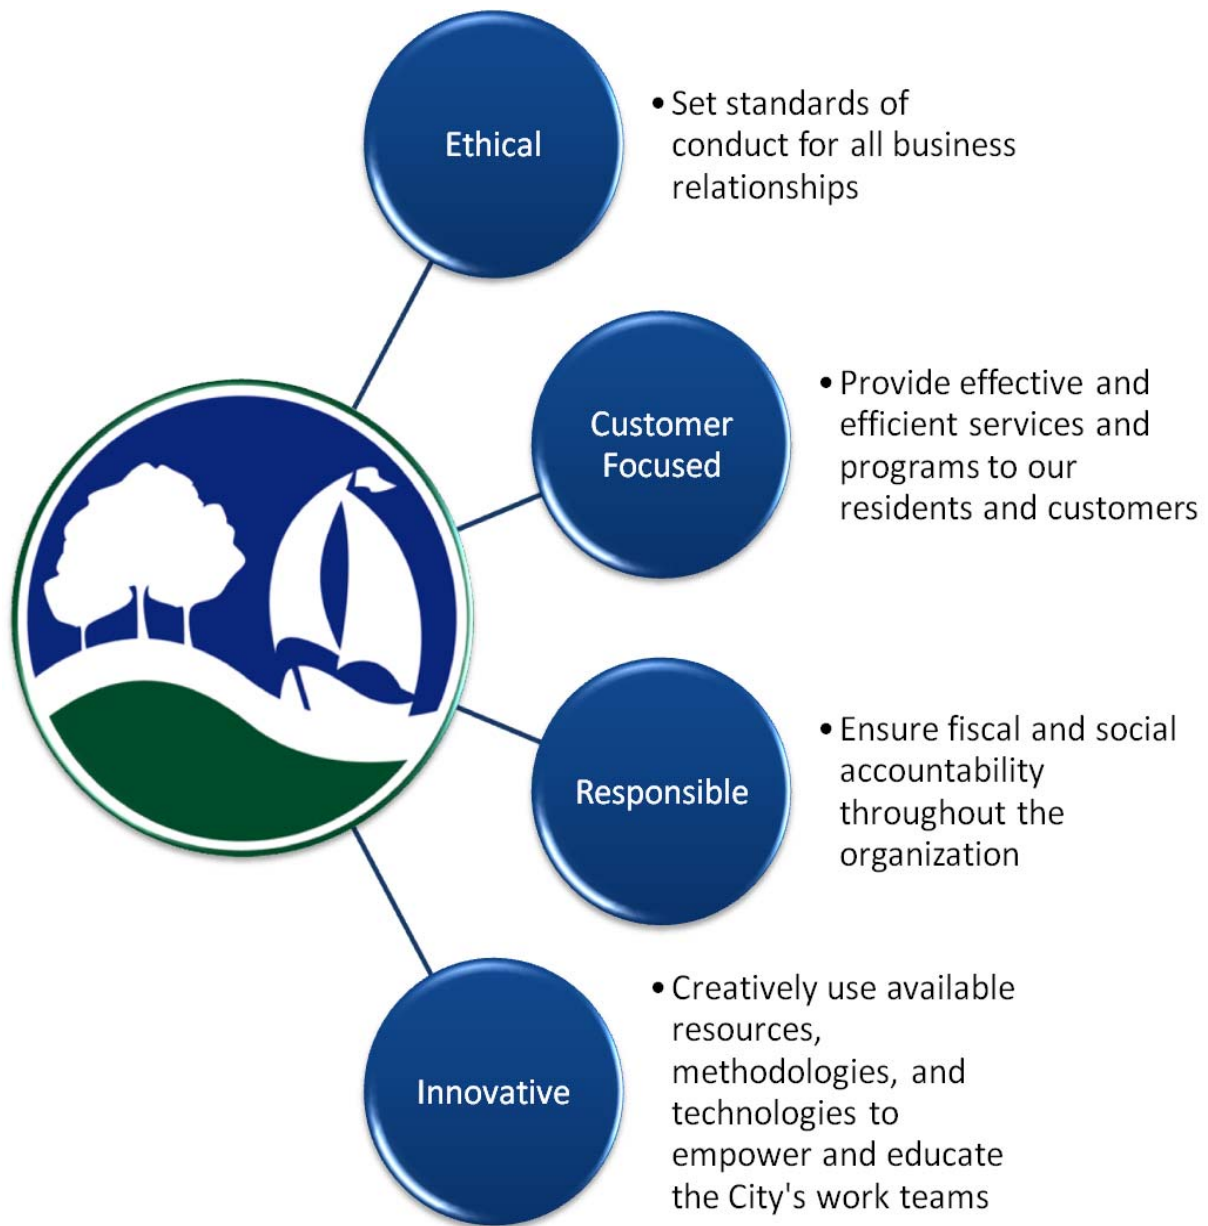 Ethical
• Set standards of
conduct for all business
relationships
Customer
Focused
• Provide effective and
efficient services and
programs to our
residents and customers
Responsible
• Ensure fiscal and social
accountability
throughout the
organization
Innovative
• Creatively use available
resources,
methodologies, and
technologies to
empower and educate
the City's work teams